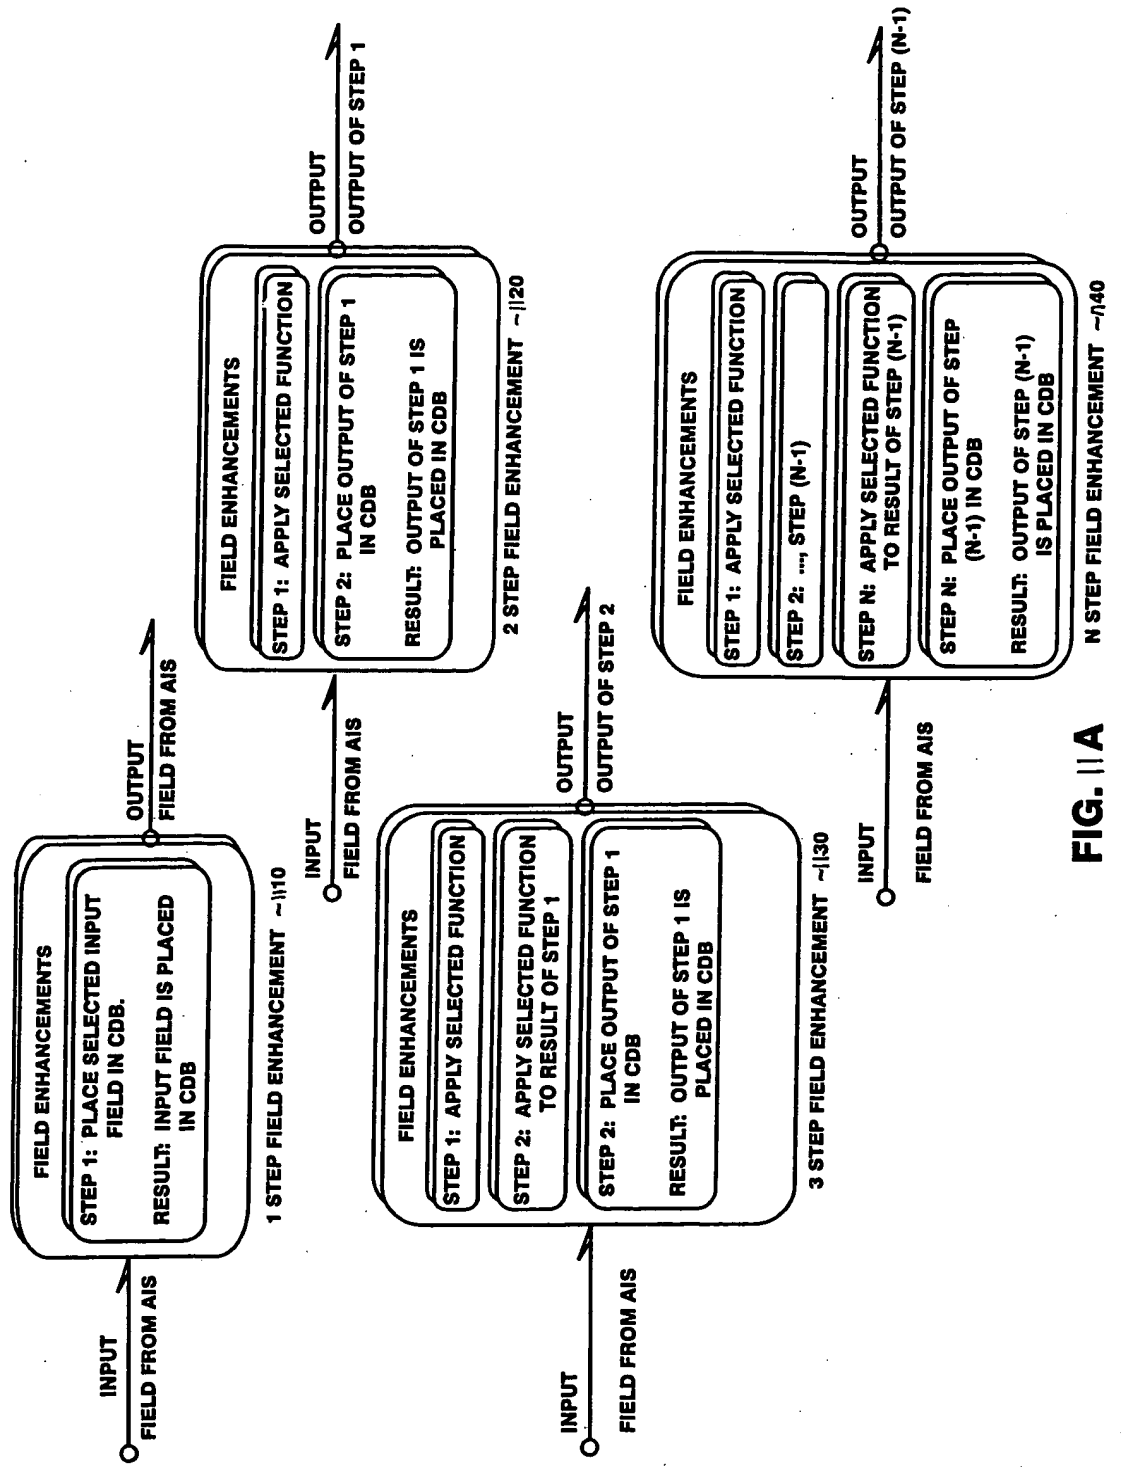 INPUT
FIELD FROM AIS
FIELD ENHANCEMENTS
STEP 1: PLACE SELECTED INPUT
FIELD IN CDB.
RESULT: INPUT FIELD IS PLACED
IN CDB
1 STEP FIELD ENHANCEMENT ~1110
OUTPUT
FIELD FROM AIS
INPUT
FIELD FROM AIS
FIELD ENHANCEMENTS
STEP 1: APPLY SELECTED FUNCTION
STEP 2: PLACE OUTPUT OF STEP 1
IN CDB
RESULT: OUTPUT OF STEP 1 IS
PLACED IN CDB
2 STEP FIELD ENHANCEMENT ~1120
OUTPUT
OUTPUT OF STEP 1
INPUT
FIELD FROM AIS
FIELD ENHANCEMENTS
STEP 1: APPLY SELECTED FUNCTION
STEP 2: APPLY SELECTED FUNCTION
TO RESULT OF STEP 1
STEP 2: PLACE OUTPUT OF STEP 1
IN CDB
RESULT: OUTPUT OF STEP 1 IS
PLACED IN CDB
3 STEP FIELD ENHANCEMENT ~1130
OUTPUT
OUTPUT OF STEP 2
INPUT
FIELD FROM AIS
FIELD ENHANCEMENTS
STEP 1: APPLY SELECTED FUNCTION
STEP 2: ..., STEP (N-1)
STEP N: APPLY SELECTED FUNCTION
TO RESULT OF STEP (N-1)
STEP N: PLACE OUTPUT OF STEP
(N-1) IN CDB
RESULT: OUTPUT OF STEP (N-1)
IS PLACED IN CDB
N STEP FIELD ENHANCEMENT ~1140
OUTPUT
OUTPUT OF STEP (N-1)
FIG. 11A